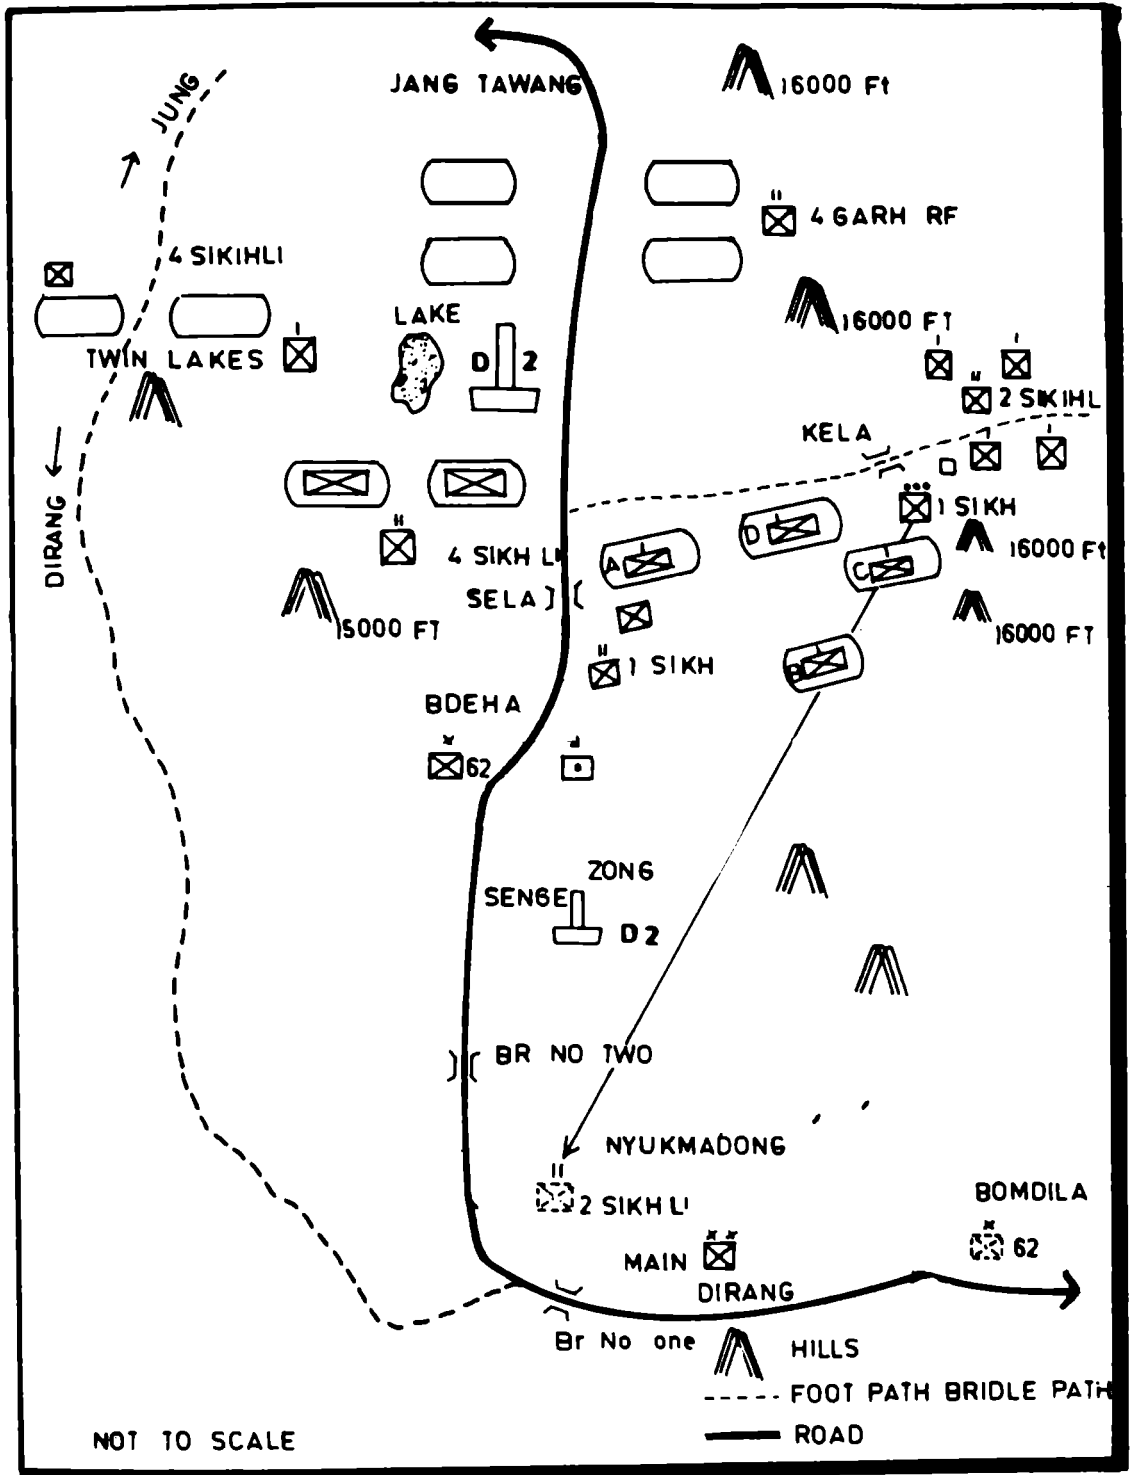 JANG TAWANG
16000 Ft
JUNG
4 GARH RF
4 SIKIHLI
LAKE
16000 FT
TWIN LAKES
D 2
2 SIKIHL
KELA
D
1 SIKH
DIRANG
4 SIKH LI
A
D
C
16000 Ft
SELA
15000 FT
16000 FT
B
1 SIKH
BDEHA
62
ZONG
SENGE
D2
BR NO TWO
NYUKMADONG
2 SIKH LI
BOMDILA
62
MAIN
DIRANG
Br No one
HILLS
FOOT PATH BRIDLE PATH
ROAD
NOT TO SCALE